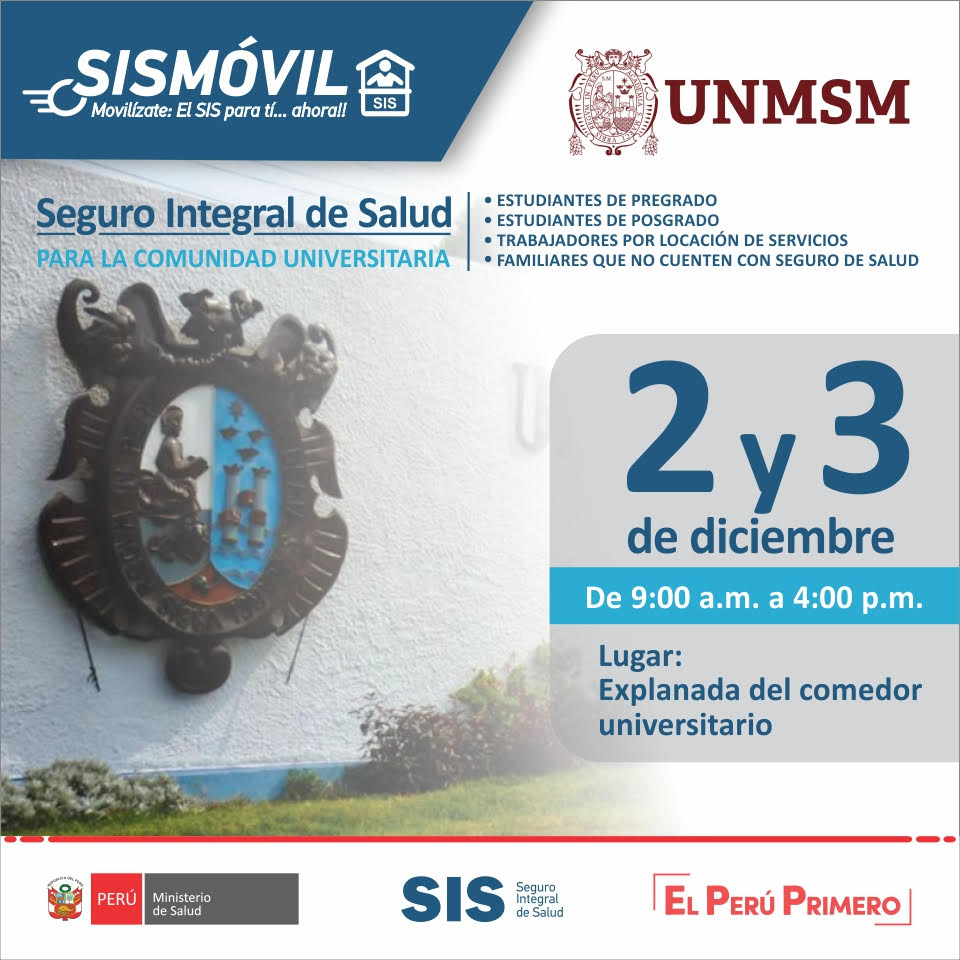 SISMÓVIL
Movilízate: El SIS para tí... ahora!!
SIS
UNMSM
Seguro Integral de Salud
PARA LA COMUNIDAD UNIVERSITARIA
• ESTUDIANTES DE PREGRADO
• ESTUDIANTES DE POSGRADO
• TRABAJADORES POR LOCACIÓN DE SERVICIOS
• FAMILIARES QUE NO CUENTEN CON SEGURO DE SALUD
2 y 3
de diciembre
De 9:00 a.m. a 4:00 p.m.
Lugar:
Explanada del comedor
universitario
PERÚ
Ministerio
de Salud
SIS
Seguro
Integral
de Salud
EL PERÚ PRIMERO